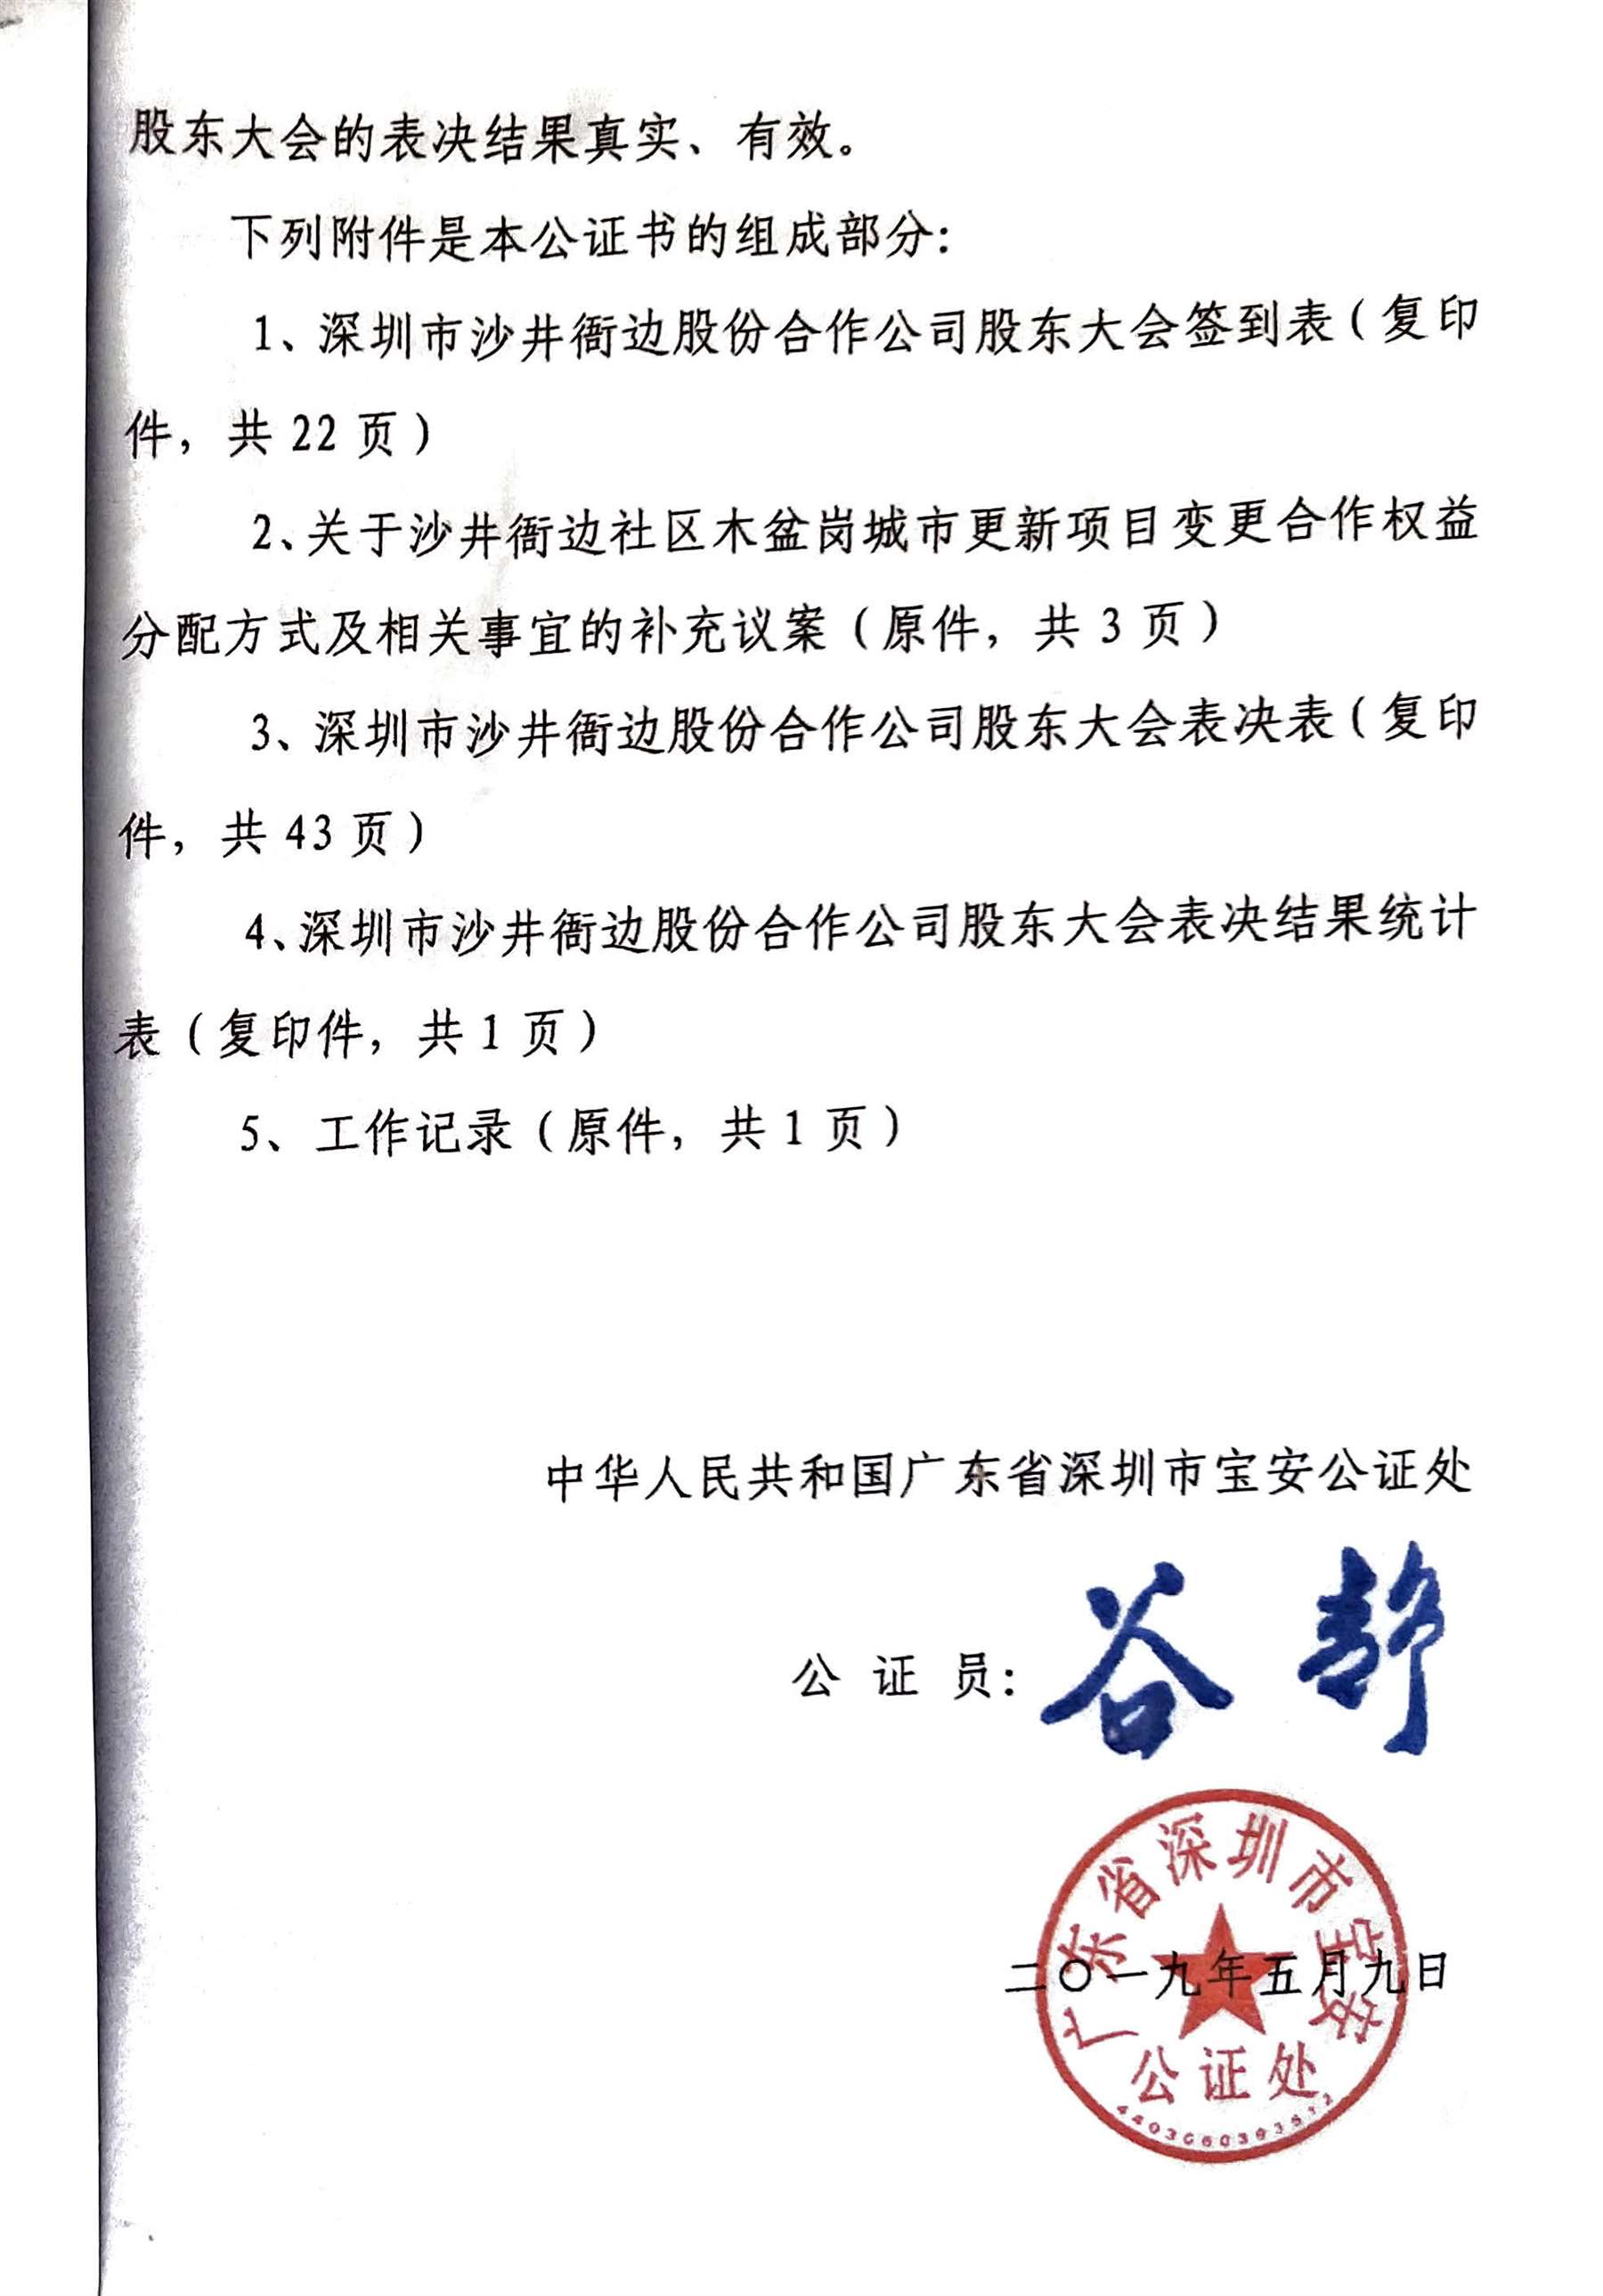 股东大会的表决结果真实、有效。
下列附件是本公证书的组成部分：
1、深圳市沙井衙边股份合作公司股东大会签到表（复印
件，共 22 页）
2、关于沙井衙边社区木盆岗城市更新项目变更合作权益
分配方式及相关事宜的补充议案（原件，共 3 页）
3、深圳市沙井衙边股份合作公司股东大会表决表（复印
件，共 43 页）
4、深圳市沙井衙边股份合作公司股东大会表决结果统计
表（复印件，共 1 页）
5、工作记录（原件，共 1 页）
中华人民共和国广东省深圳市宝安公证处
公 证 员：谷 静
二〇一九年五月九日
广东省深圳市宝安
公证处